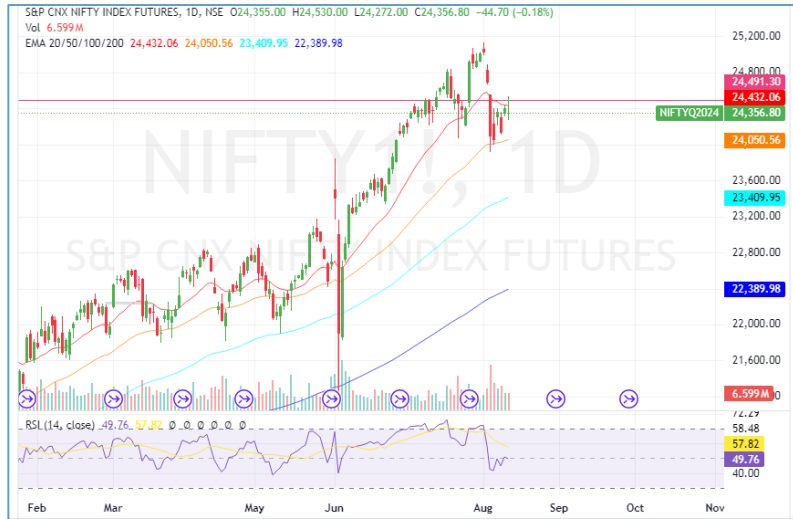 S&P CNX NIFTY INDEX FUTURES, 1D, NSE O24,355.00 H24,530.00 L24,272.00 C24,356.80 −44.70 (−0.18%)
Vol 6.599M
EMA 20/50/100/200 24,432.06 24,050.56 23,409.95 22,389.98
NIFTY1!, 1D
S&P CNX NIFTY INDEX FUTURES
25,200.00
24,800.00
24,491.30
24,432.06
NIFTYQ2024 24,356.80
24,050.56
23,600.00
23,409.95
23,200.00
22,800.00
22,389.98
22,000.00
21,600.00
6.599M
RSI (14, close) 49.76 57.82 Ø Ø Ø Ø Ø Ø
72.29
58.48
57.82
49.76
40.00
Feb Mar May Jun Aug Sep Oct Nov